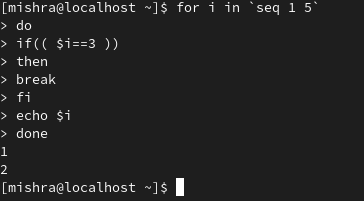 [mishra@localhost ~]$ for i in `seq 1 5`
> do
> if(( $i==3 ))
> then
> break
> fi
> echo $i
> done
1
2
[mishra@localhost ~]$